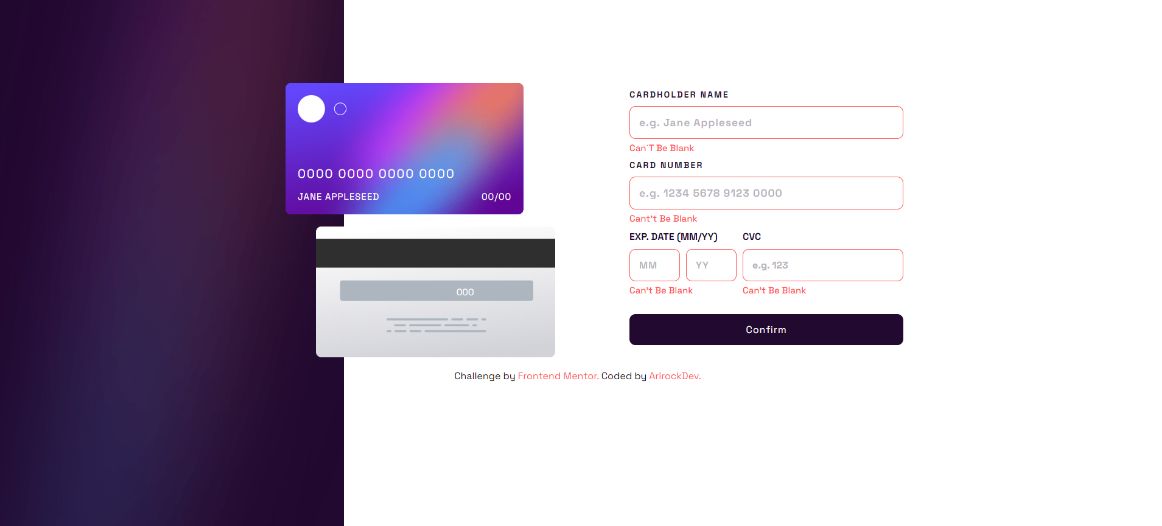 0000 0000 0000 0000
JANE APPLESEED 00/00
000
CARDHOLDER NAME
e.g. Jane Appleseed
Can´T Be Blank
CARD NUMBER
e.g. 1234 5678 9123 0000
Cant't Be Blank
EXP. DATE (MM/YY) CVC
MM YY e.g. 123
Can't Be Blank Can't Be Blank
Confirm
Challenge by Frontend Mentor. Coded by ArirockDev.